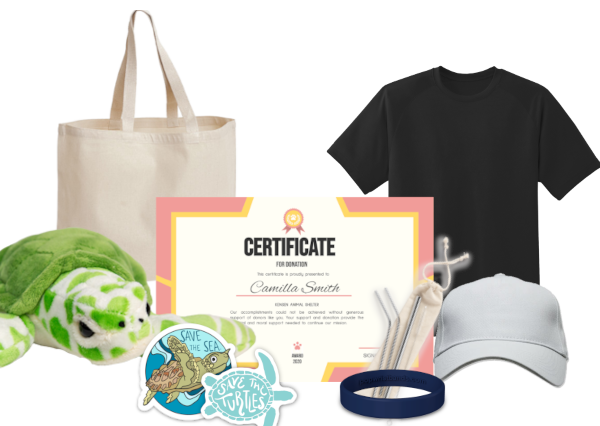 CERTIFICATE
FOR DONATION
This certificate is proudly presented to
Camilla Smith
Our accomplishments could not be achieved without generous
support of donors like you. Your support and donation provide the
and moral support needed to continue our mission.
AWARD
SAVE
THE SEA
SAVE THE
TURTLES